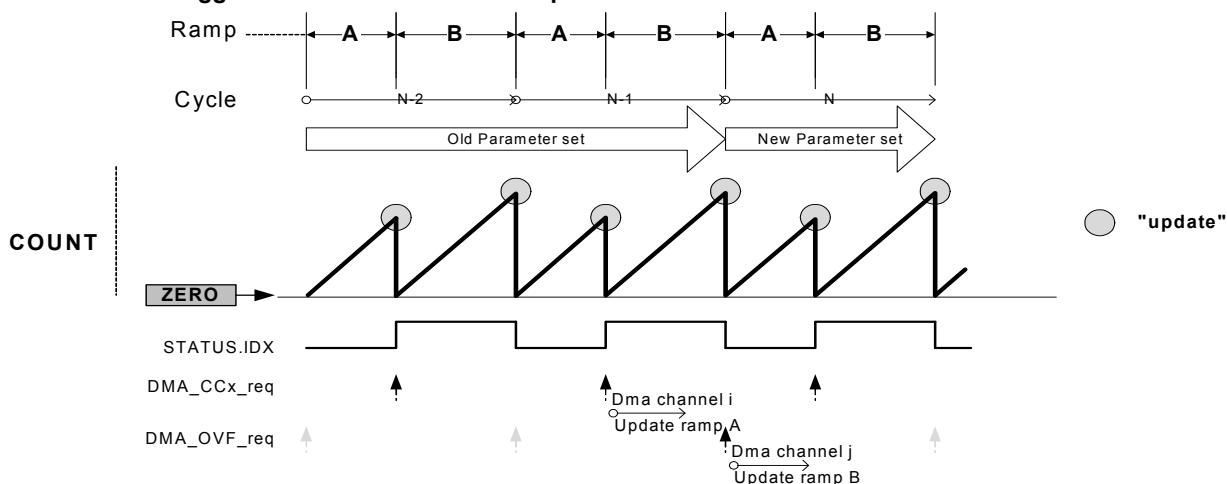 Ramp A B A B A B
Cycle N-2 N-1 N
Old Parameter set New Parameter set
COUNT
"update"
ZERO
STATUS.IDX
DMA_CCx_req
Dma channel i
Update ramp A
DMA_OVF_req
Dma channel j
Update ramp B